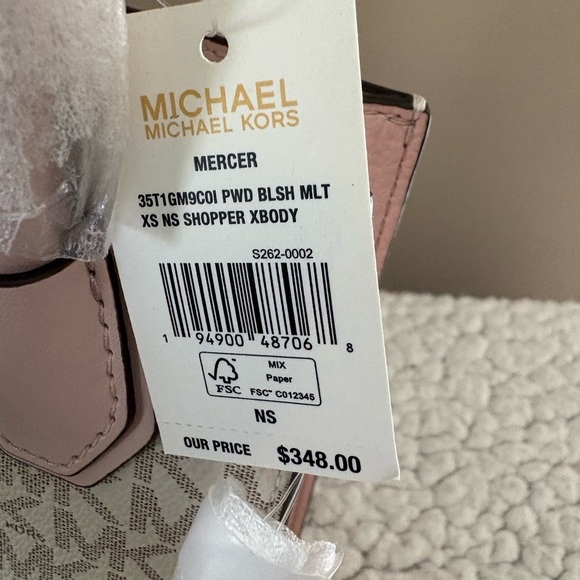 MICHAEL
MICHAEL KORS
MERCER
35T1GM9C0I PWD BLSH MLT
XS NS SHOPPER XBODY
S262-0002
1 94900 48706 8
FSC
MIX
Paper
FSC™ C012345
NS
OUR PRICE $348.00